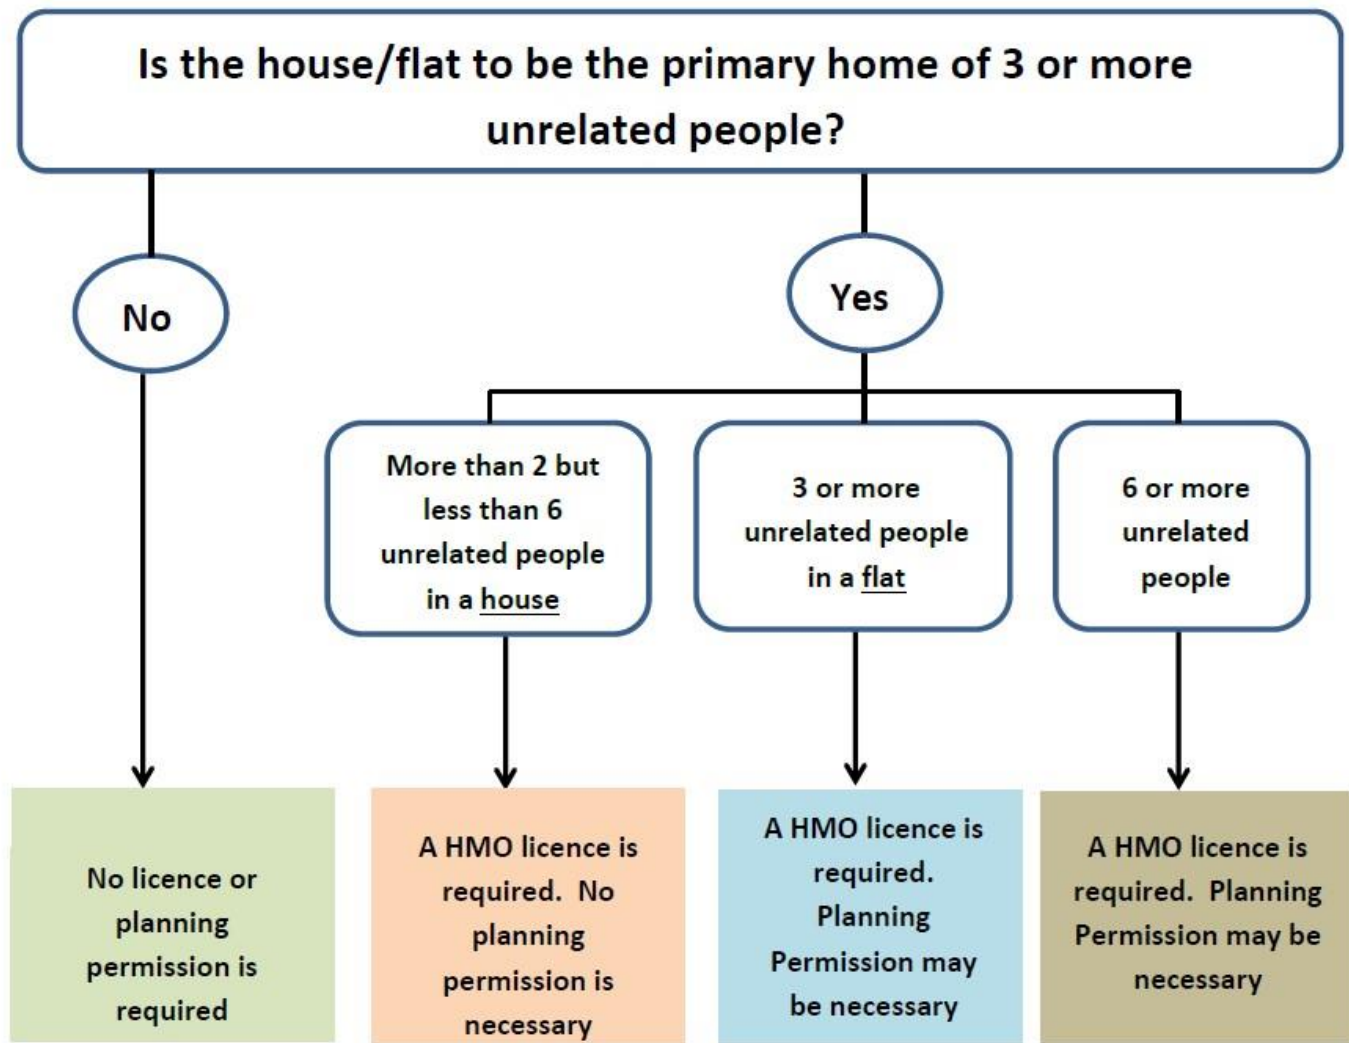 Is the house/flat to be the primary home of 3 or more
unrelated people?
No
Yes
More than 2 but
less than 6
unrelated people
in a house
3 or more
unrelated people
in a flat
6 or more
unrelated
people
No licence or
planning
permission is
required
A HMO licence is
required.  No
planning
permission is
necessary
A HMO licence is
required.
Planning
Permission may
be necessary
A HMO licence is
required.  Planning
Permission may be
necessary